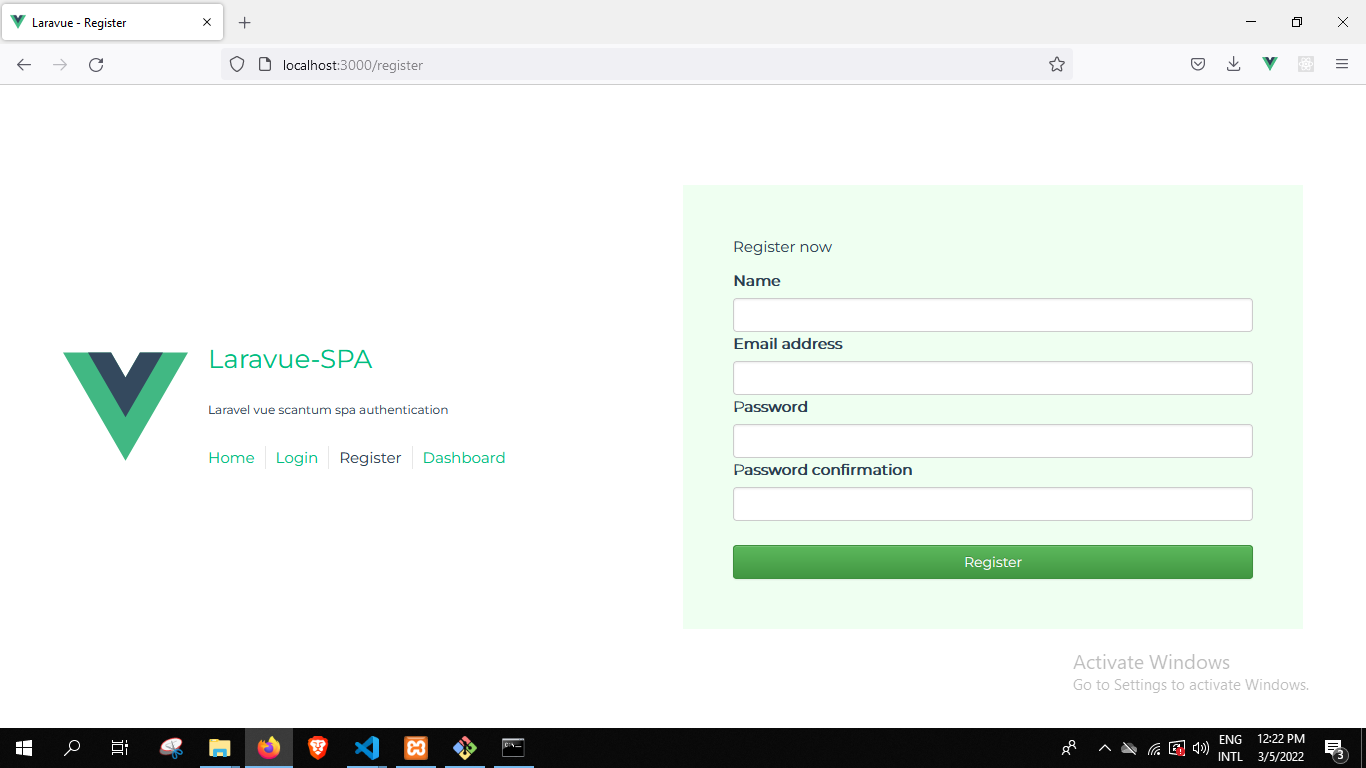 Laravue - Register
localhost:3000/register
Register now
Name
Email address
Password
Password confirmation
Register
Laravue-SPA
Laravel vue scantum spa authentication
Home Login Register Dashboard
Activate Windows
Go to Settings to activate Windows.
ENG 12:22 PM
INTL 3/5/2022
3